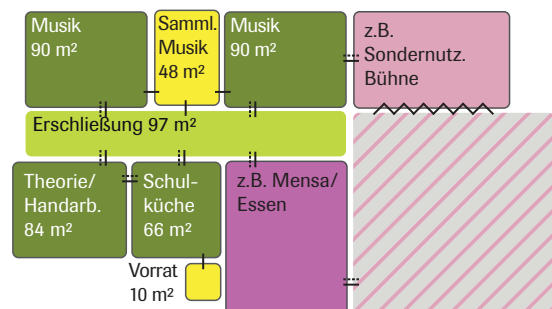 Musik
90 m²
Samml.
Musik
48 m²
Musik
90 m²
z.B.
Sondernutz.
Bühne
Erschließung 97 m²
Theorie/
Handarb.
84 m²
Schul-
küche
66 m²
z.B. Mensa/
Essen
Vorrat
10 m²